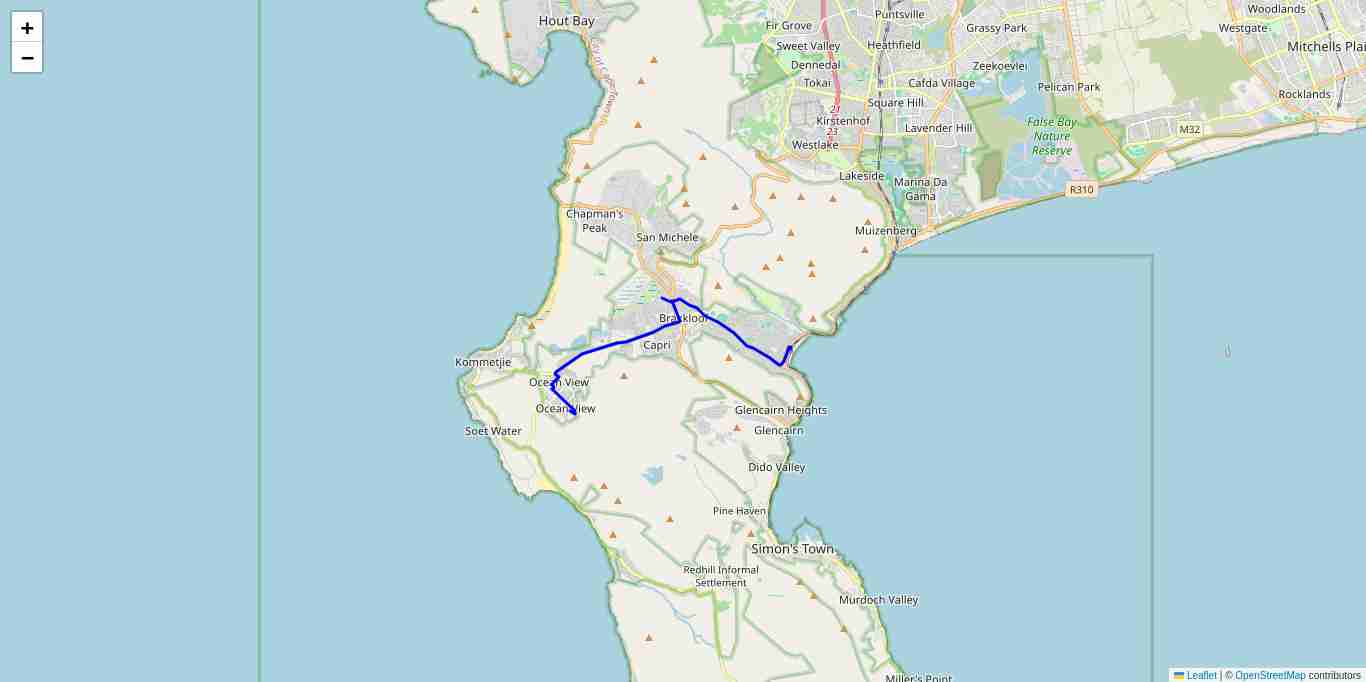 +
−
Hout Bay
City of Cape Town
Fir Grove
Puntsville
Woodlands
Sweet Valley
Heathfield
Grassy Park
Westgate
Mitchells Plai
Dennedal
Zeekoevlei
Tokai
Cafda Village
Pelican Park
Rocklands
Square Hill
21
23
Kirstenhof
Lavender Hill
False Bay
Nature
Reserve
M32
Westlake
Lakeside
Marina Da
Gama
R310
Chapman's
Peak
San Michele
Muizenberg
Brakkloof
Capri
Kommetjie
Ocean View
Ocean View
Soet Water
Glencairn Heights
Glencairn
Dido Valley
Pine Haven
Simon's Town
Redhill Informal
Settlement
Murdoch Valley
Miller's Point
Leaflet | © OpenStreetMap contributors